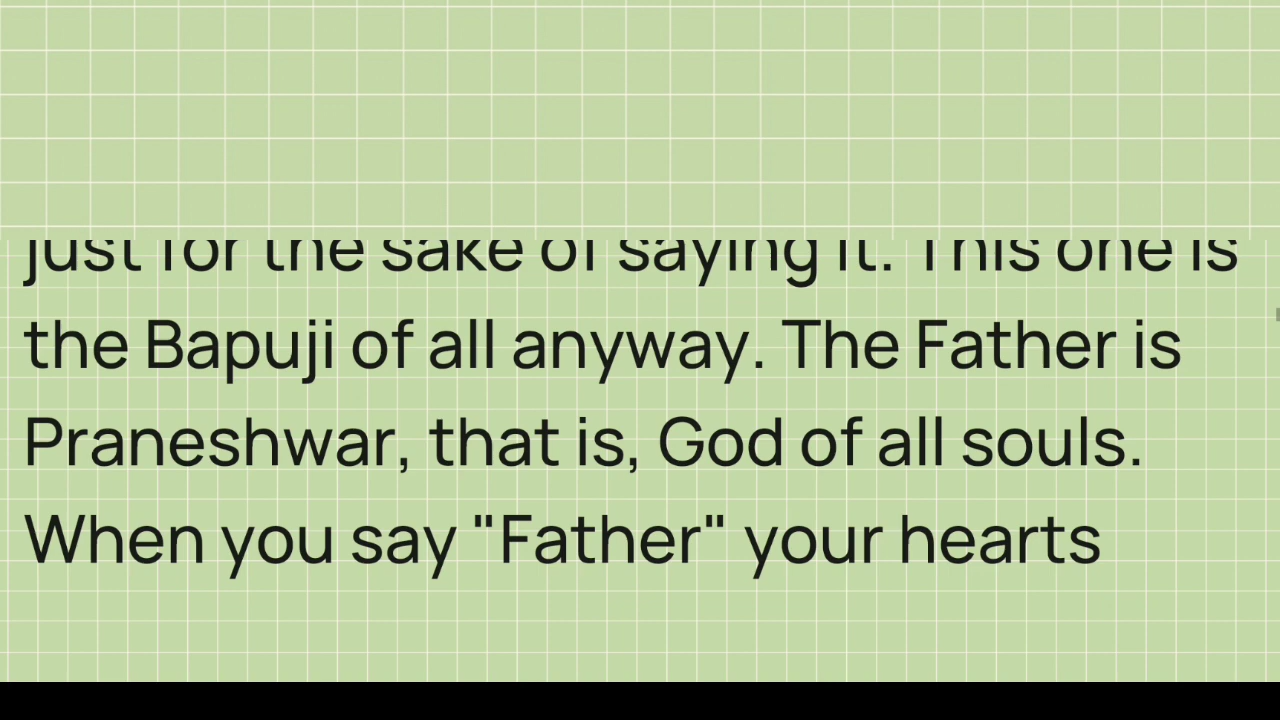 just for the sake of saying it. This one is
the Bapuji of all anyway. The Father is
Praneshwar, that is, God of all souls.
When you say "Father" your hearts